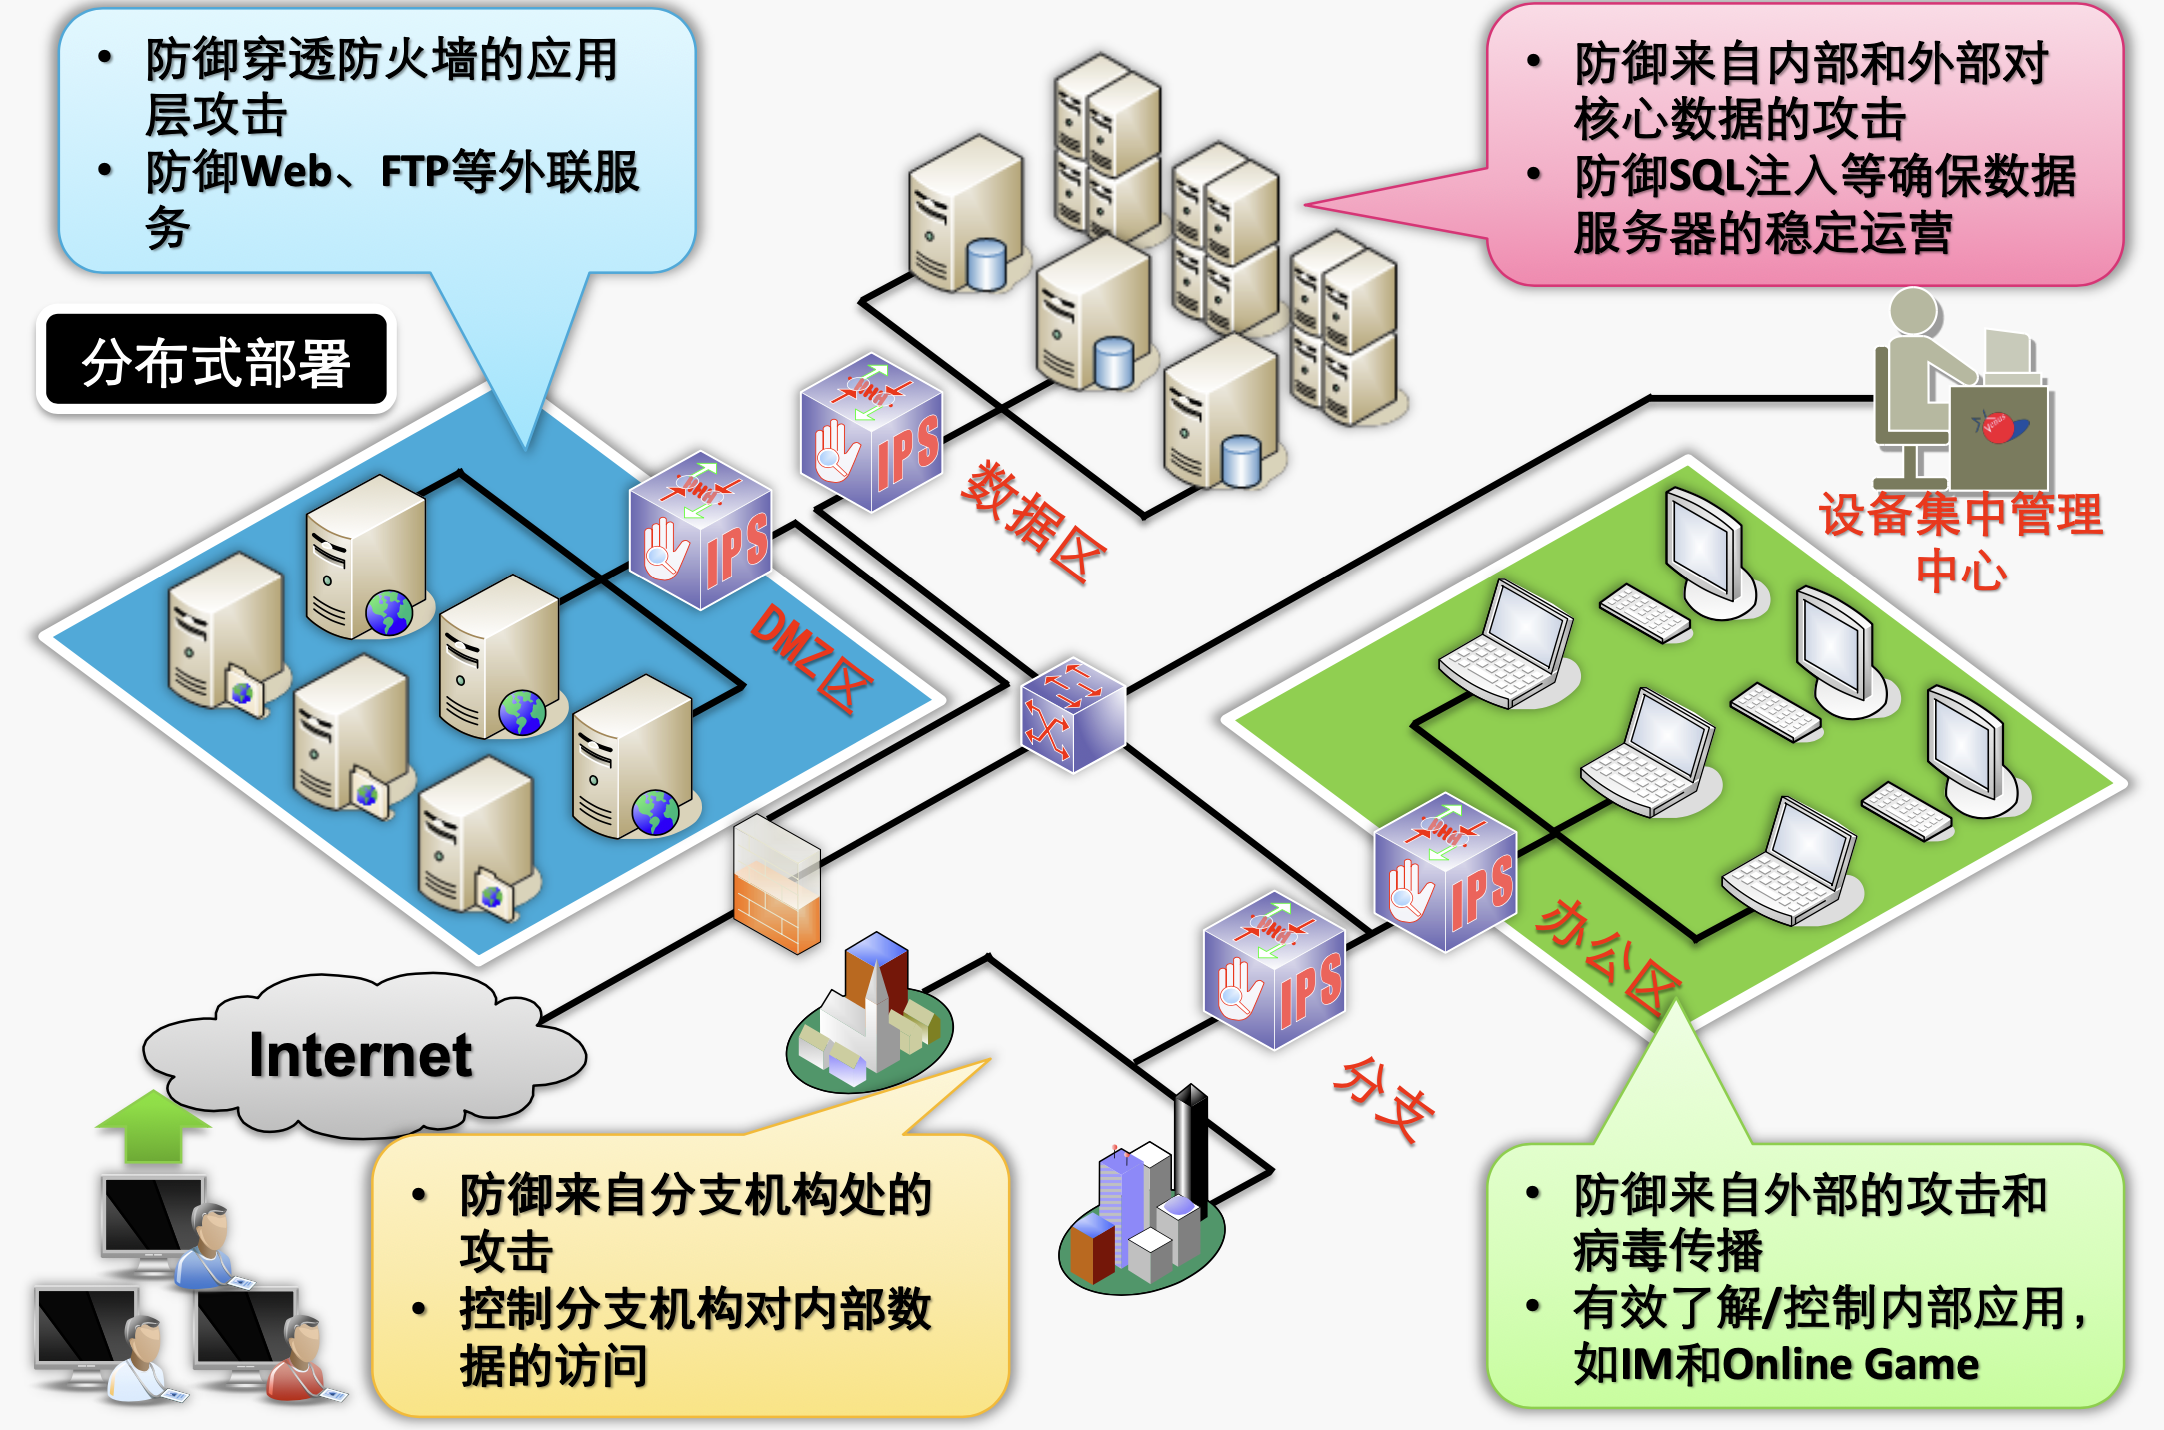 防御穿透防火墙的应用
层攻击
防御Web、FTP等外联服
务
防御来自内部和外部对
核心数据的攻击
防御SQL注入等确保数据
服务器的稳定运营
分布式部署
IPS
数据区
IPS
DMZ区
设备集中管理
中心
IPS
办公区
IPS
分支
Internet
防御来自分支机构处的
攻击
控制分支机构对内部数
据的访问
防御来自外部的攻击和
病毒传播
有效了解/控制内部应用，
如IM和Online Game